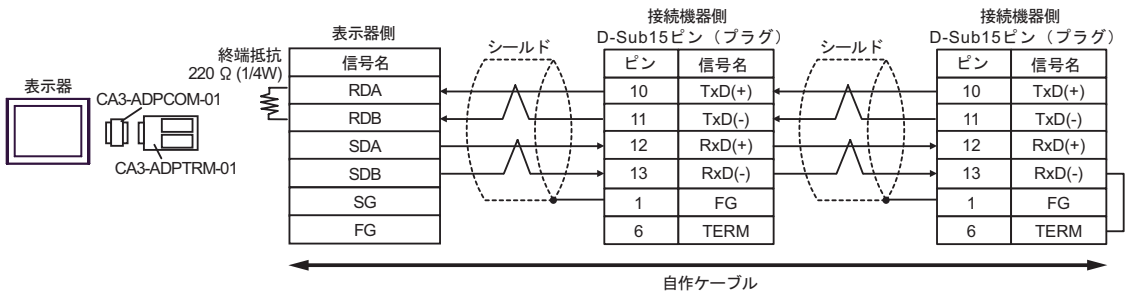 表示器
CA3-ADPCOM-01
CA3-ADPTRM-01
終端抵抗
220 Ω (1/4W)
表示器側
信号名
RDA
RDB
SDA
SDB
SG
FG
シールド
接続機器側
D-Sub15ピン（プラグ）
ピン 信号名
10 TxD(+)
11 TxD(-)
12 RxD(+)
13 RxD(-)
1 FG
6 TERM
シールド
接続機器側
D-Sub15ピン（プラグ）
ピン 信号名
10 TxD(+)
11 TxD(-)
12 RxD(+)
13 RxD(-)
1 FG
6 TERM
自作ケーブル